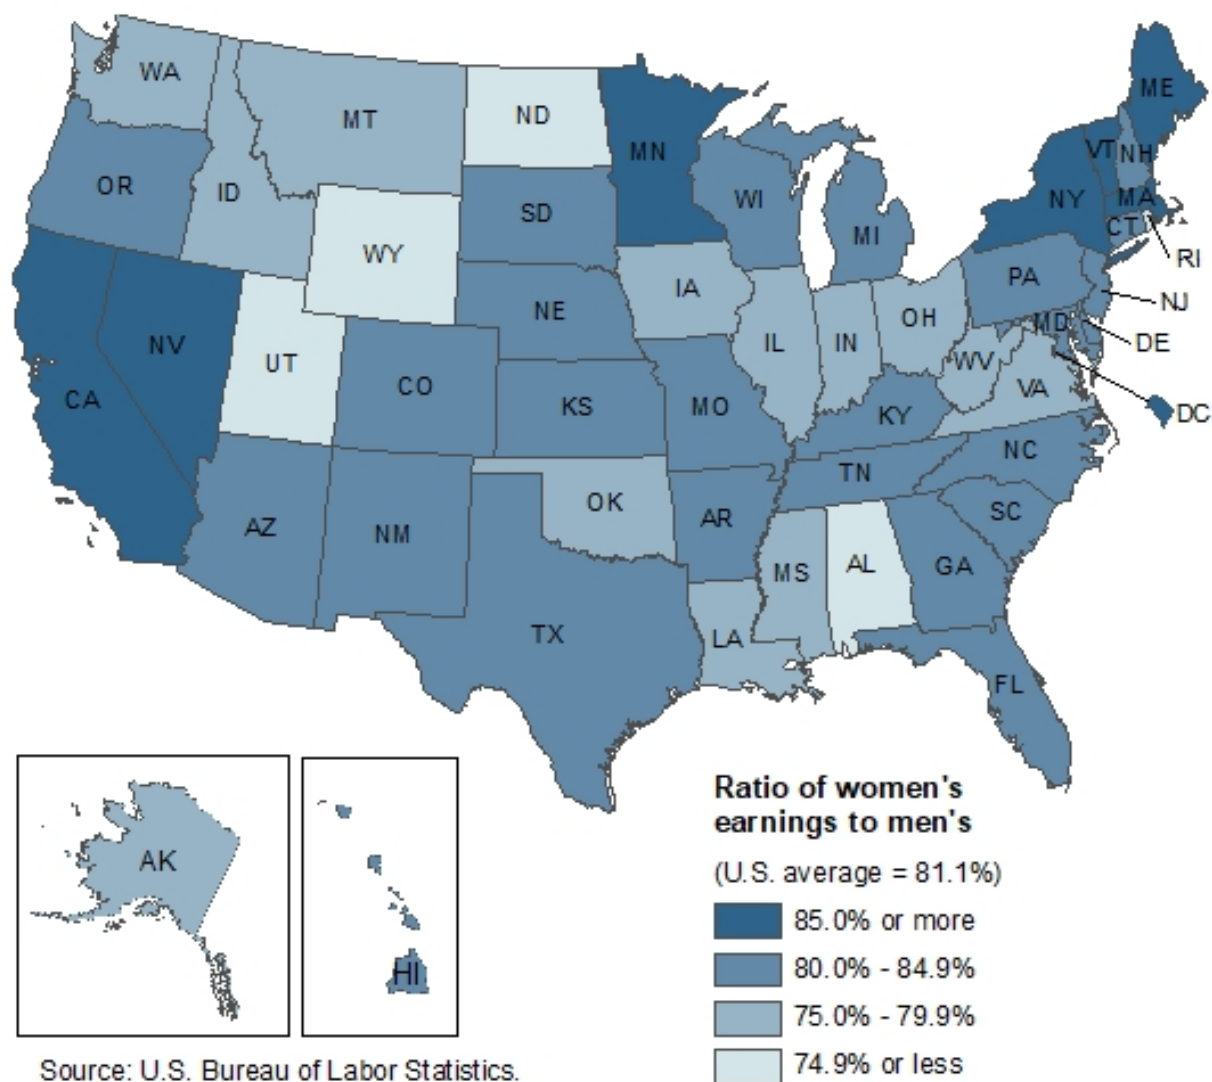 WA
MT
ND
MN
ME
VT
NH
OR
ID
SD
WI
MI
NY
MA
CT
RI
WY
IA
PA
NJ
NE
IL
IN
OH
MD
DE
NV
UT
CO
KS
MO
WV
VA
KY
DC
CA
AZ
NM
OK
AR
TN
NC
SC
MS
AL
GA
TX
LA
FL
AK
HI
Ratio of women's
earnings to men's
(U.S. average = 81.1%)
85.0% or more
80.0% - 84.9%
75.0% - 79.9%
74.9% or less
Source: U.S. Bureau of Labor Statistics.